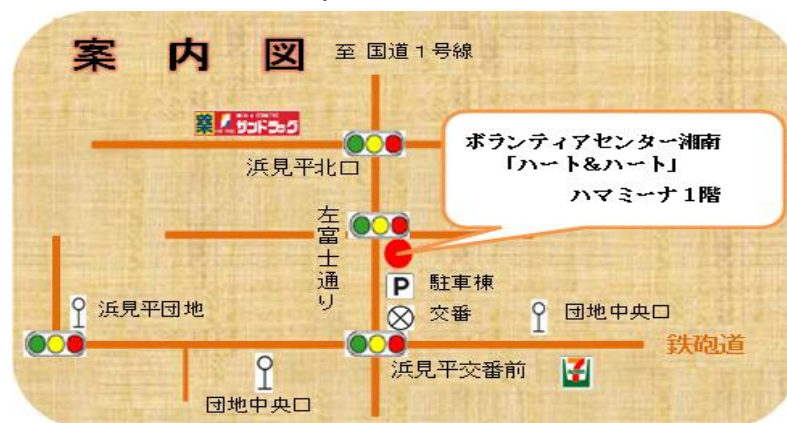 案内図
至 国道１号線
薬 サンドラッグ
ボランティアセンター湘南
「ハート&ハート」
ハマミーナ１階
浜見平北口
左富士通り
P 駐車棟
交番
浜見平団地
団地中央口
鉄砲道
浜見平交番前
7
団地中央口